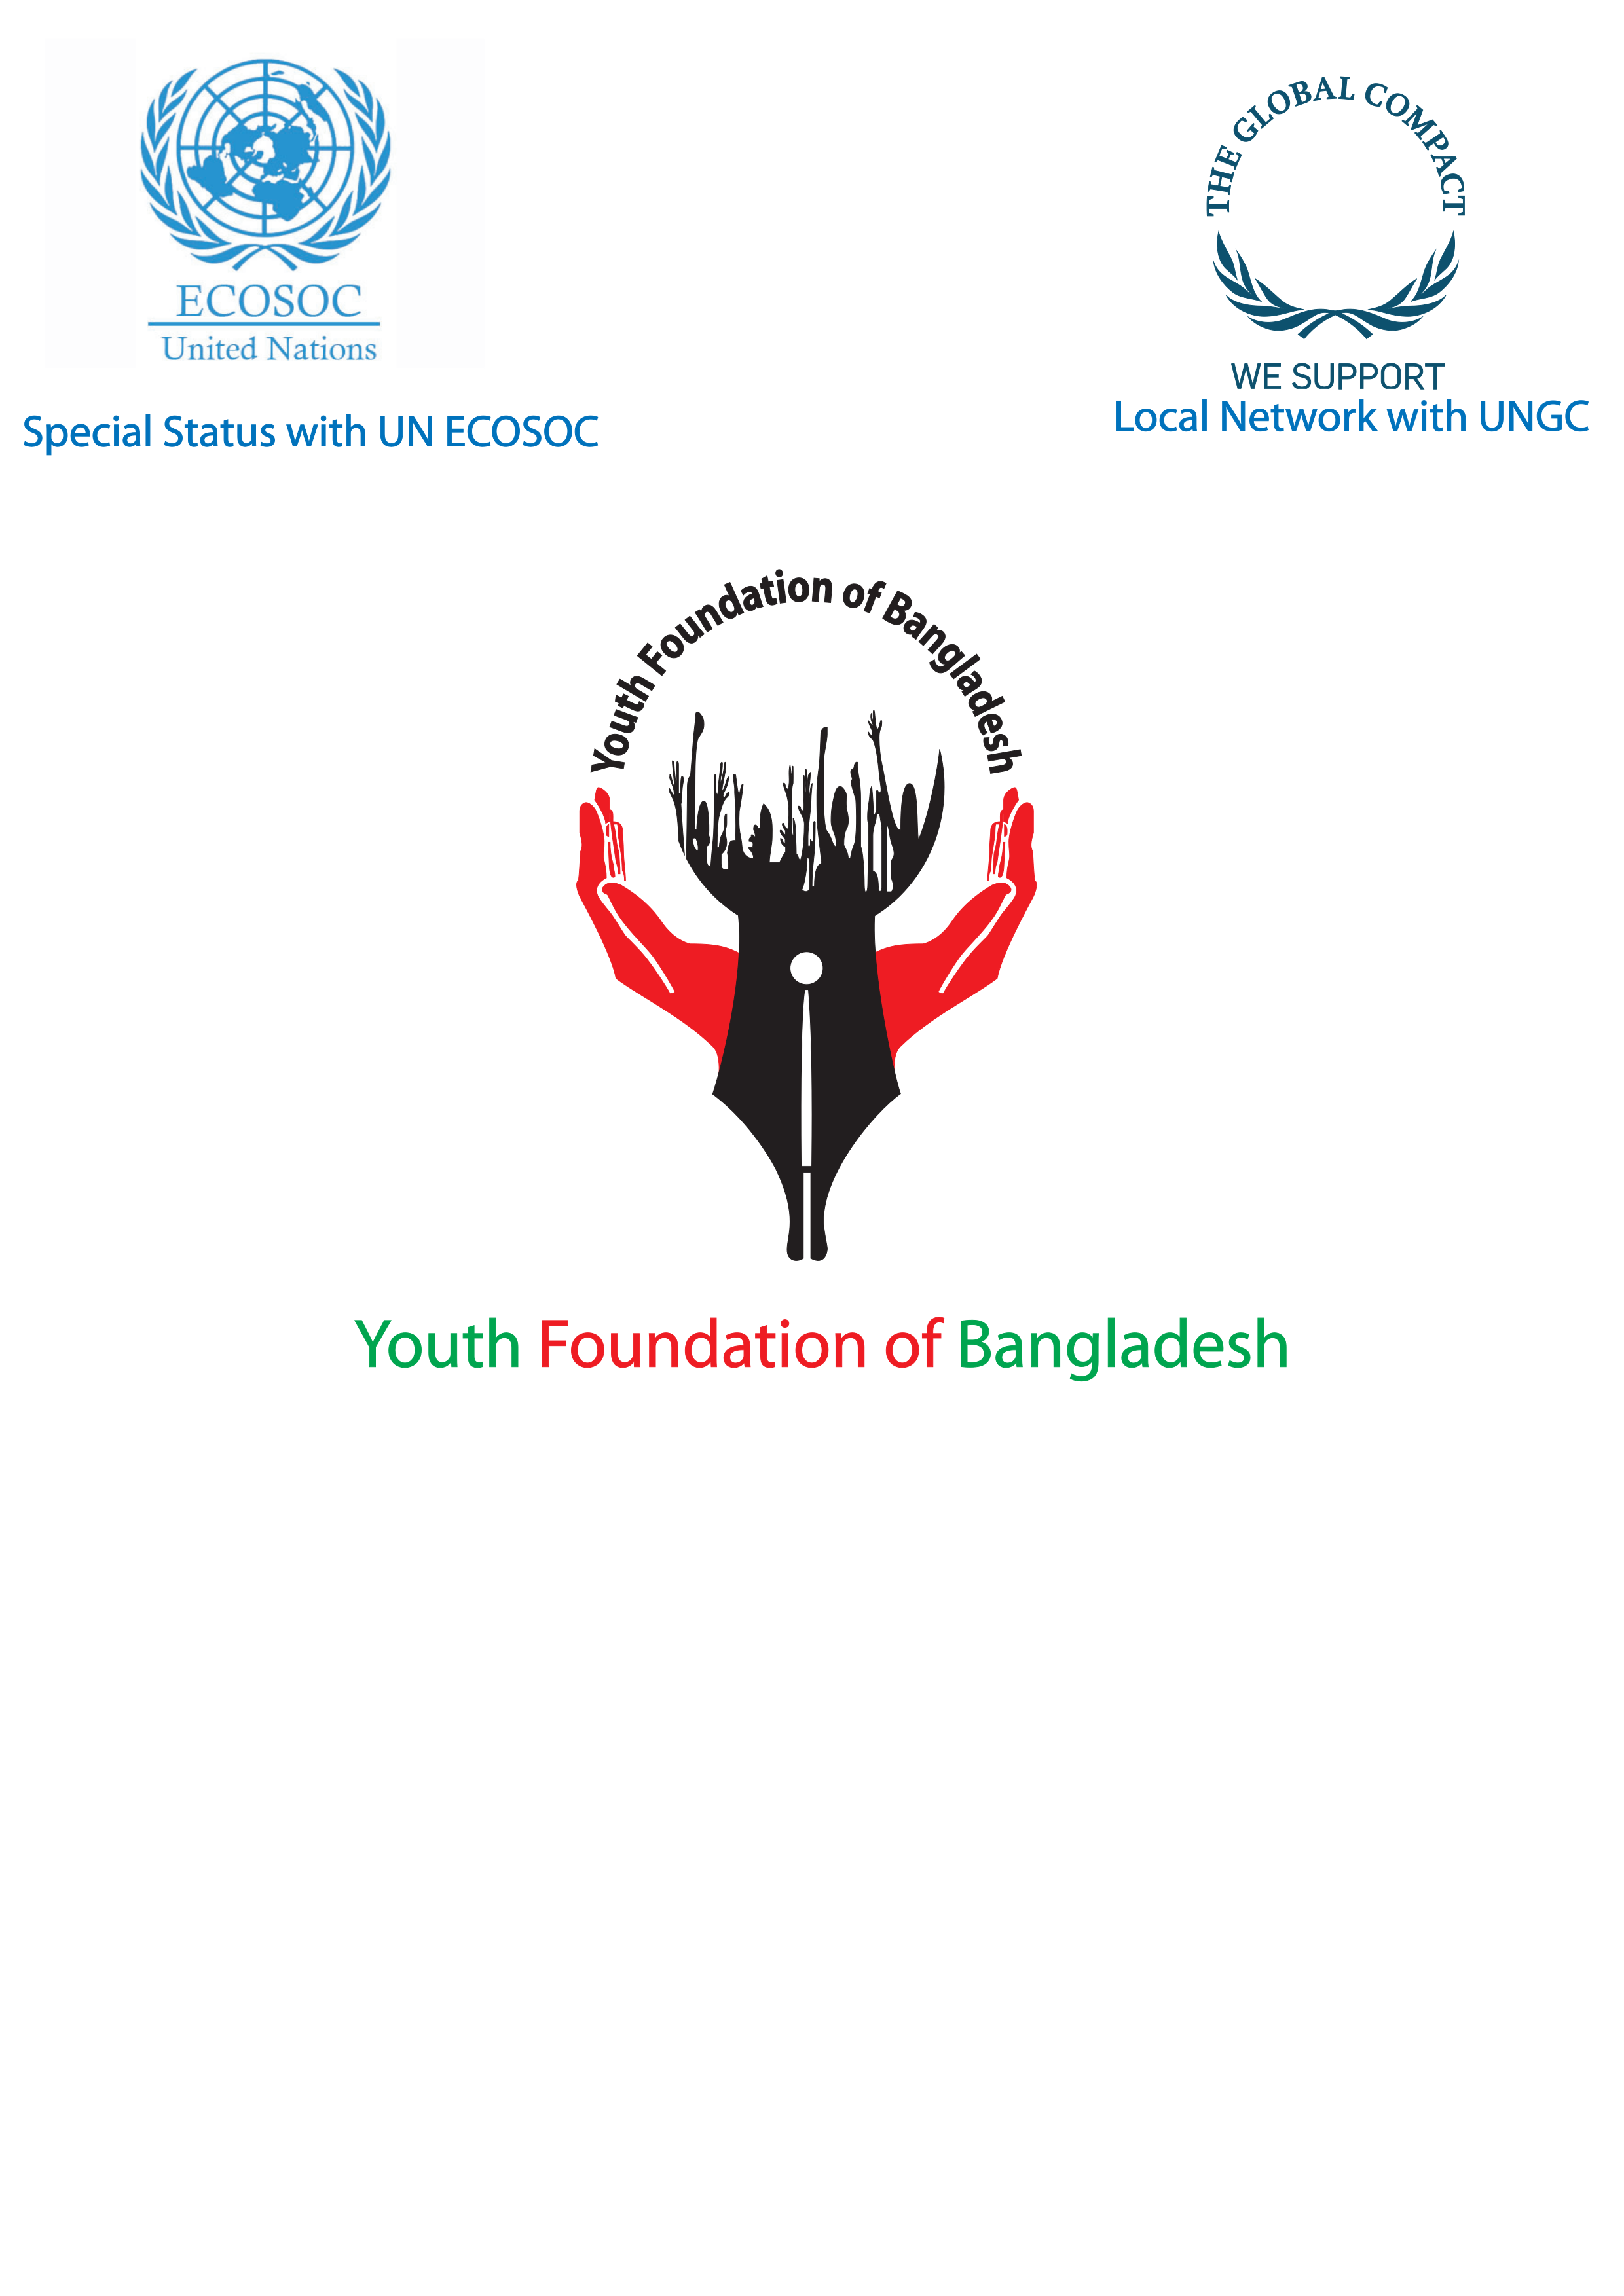 ECOSOC
United Nations
Special Status with UN ECOSOC
THE GLOBAL COMPACT
WE SUPPORT
Local Network with UNGC
Youth Foundation of Bangladesh
Youth Foundation of Bangladesh